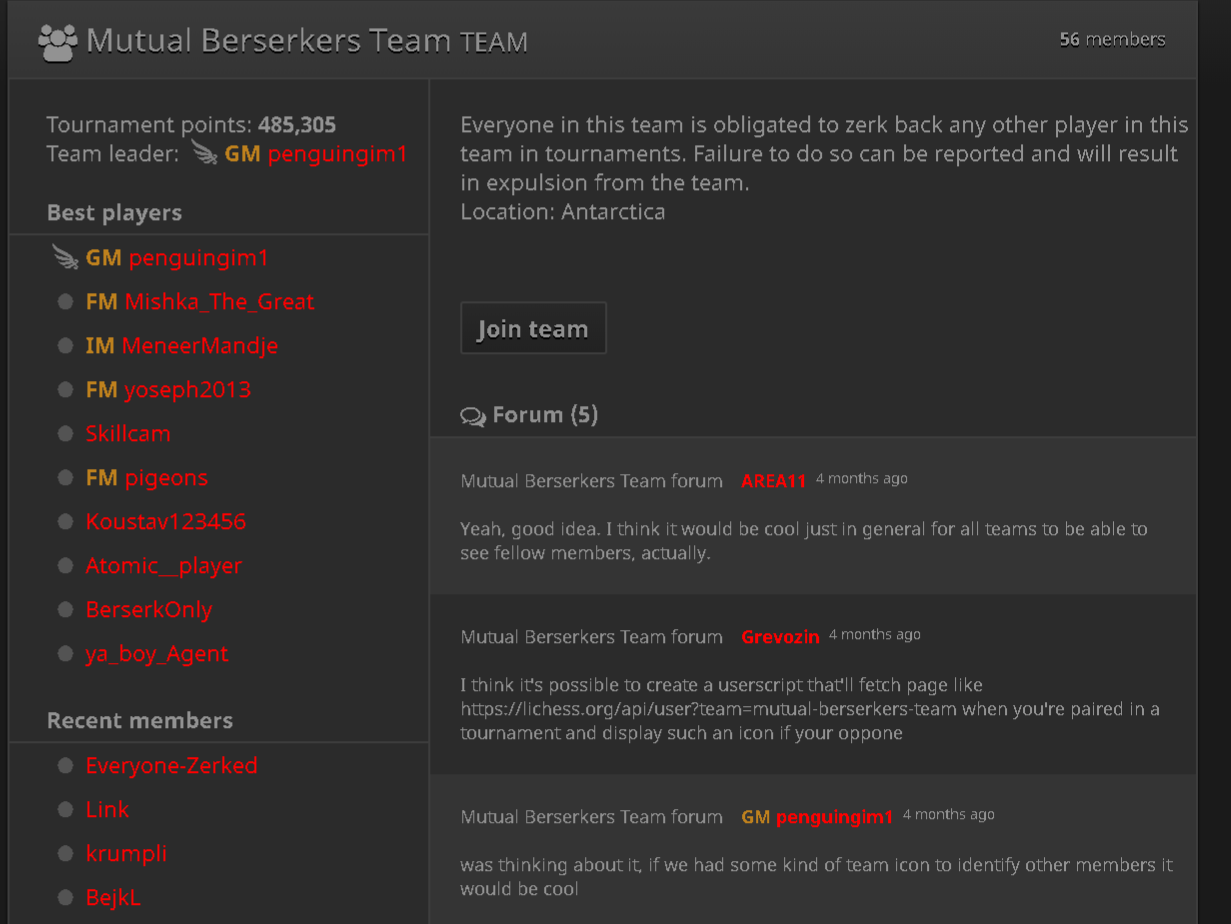 Mutual Berserkers Team TEAM
56 members
Tournament points: 485,305
Team leader: GM penguingim1
Best players
GM penguingim1
FM Mishka_The_Great
IM MeneerMandje
FM yoseph2013
Skillcam
FM pigeons
Koustav123456
Atomic__player
BerserkOnly
ya_boy_Agent
Recent members
Everyone-Zerked
Link
krumpli
BejkL
Everyone in this team is obligated to zerk back any other player in this
team in tournaments. Failure to do so can be reported and will result
in expulsion from the team.
Location: Antarctica
Join team
Forum (5)
Mutual Berserkers Team forum AREA11 4 months ago
Yeah, good idea. I think it would be cool just in general for all teams to be able to
see fellow members, actually.
Mutual Berserkers Team forum Grevozin 4 months ago
I think it's possible to create a userscript that'll fetch page like
https://lichess.org/api/user?team=mutual-berserkers-team when you're paired in a
tournament and display such an icon if your oppone
Mutual Berserkers Team forum GM penguingim1 4 months ago
was thinking about it, if we had some kind of team icon to identify other members it
would be cool